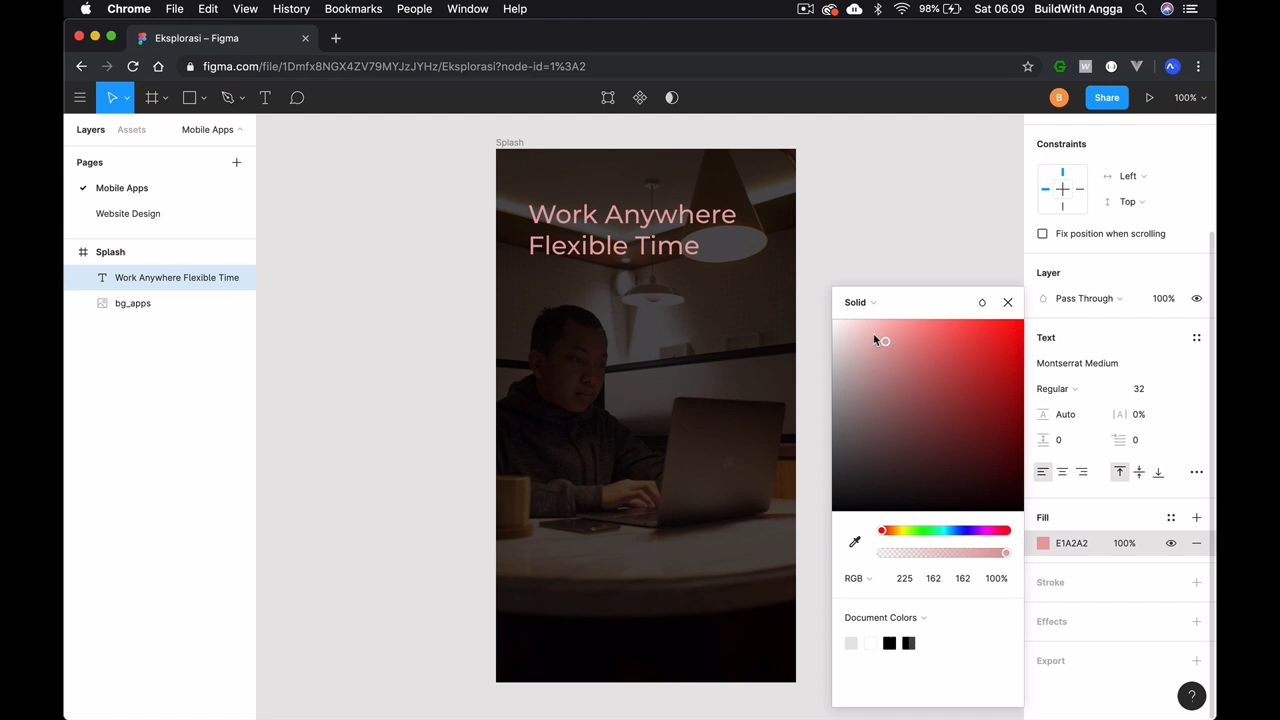 Chrome File Edit View History Bookmarks People Window Help 98% Sat 06.09 BuildWith Angga
Eksplorasi – Figma
figma.com/file/1Dmfx8NGX4ZV79MYJzJYHz/Eksplorasi?node-id=1%3A2
B Share 100%
Layers Assets Mobile Apps
Pages
Mobile Apps
Website Design
Splash
Work Anywhere Flexible Time
bg_apps
Splash
Work Anywhere
Flexible Time
Solid
RGB 225 162 162 100%
Document Colors
Constraints
Left
Top
Fix position when scrolling
Layer
Pass Through 100%
Text
Montserrat Medium
Regular 32
Auto |A| 0%
0 0
Fill
E1A2A2 100%
Stroke
Effects
Export
?